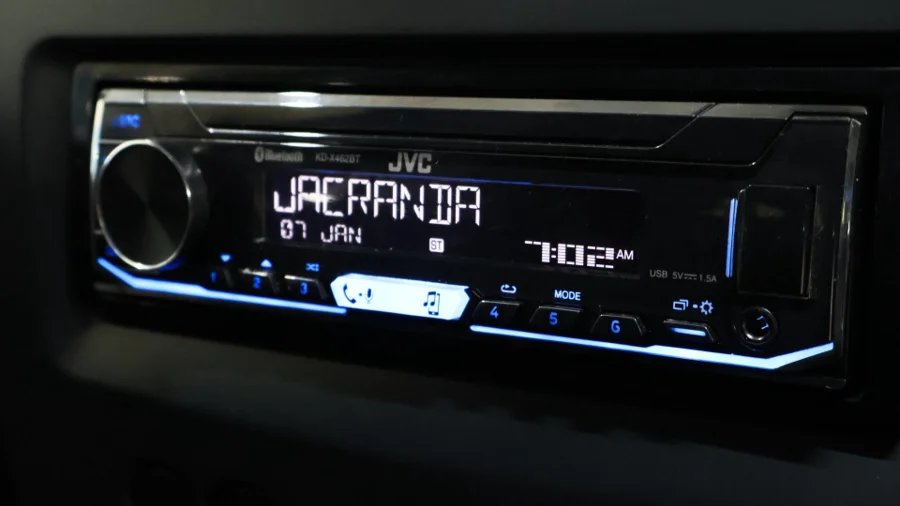 Bluetooth KD-X462BT JVC
JACRANDA
07 JAN ST 7:02 AM
USB 5V 1.5A
1 2 3 4 MODE 5 6